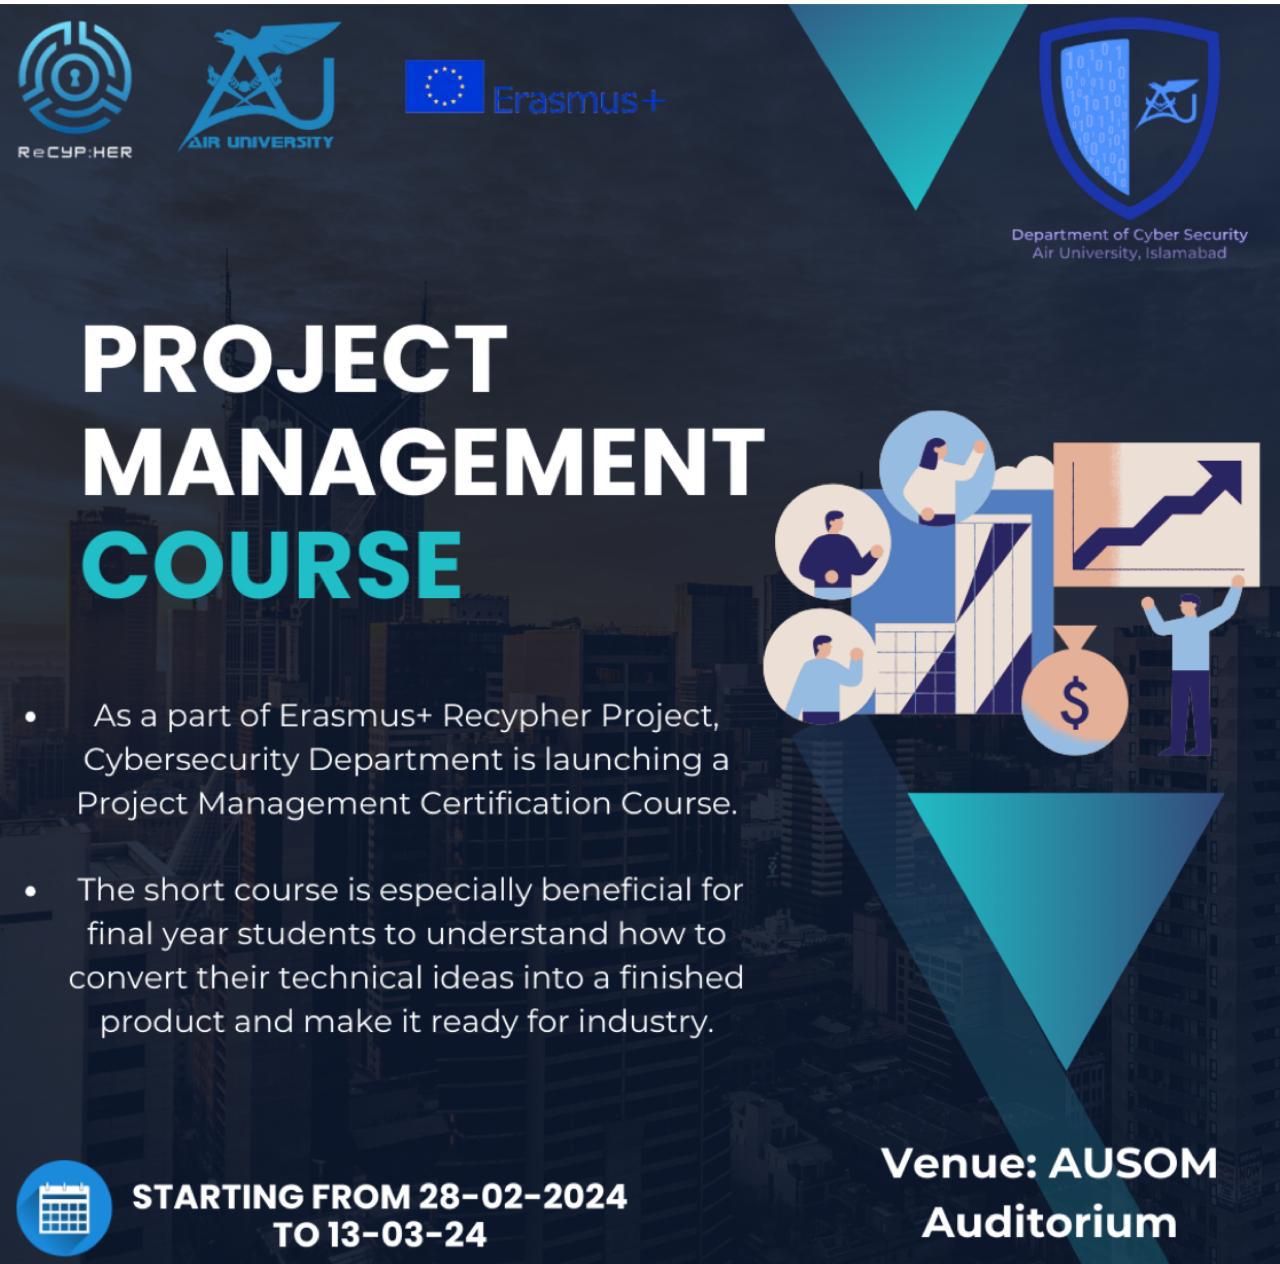 ReCYP:HER
AIR UNIVERSITY
Erasmus+
Department of Cyber Security
Air University, Islamabad
PROJECT
MANAGEMENT
COURSE
• As a part of Erasmus+ Recypher Project,
Cybersecurity Department is launching a
Project Management Certification Course.
• The short course is especially beneficial for
final year students to understand how to
convert their technical ideas into a finished
product and make it ready for industry.
$
STARTING FROM 28-02-2024
TO 13-03-24
Venue: AUSOM
Auditorium